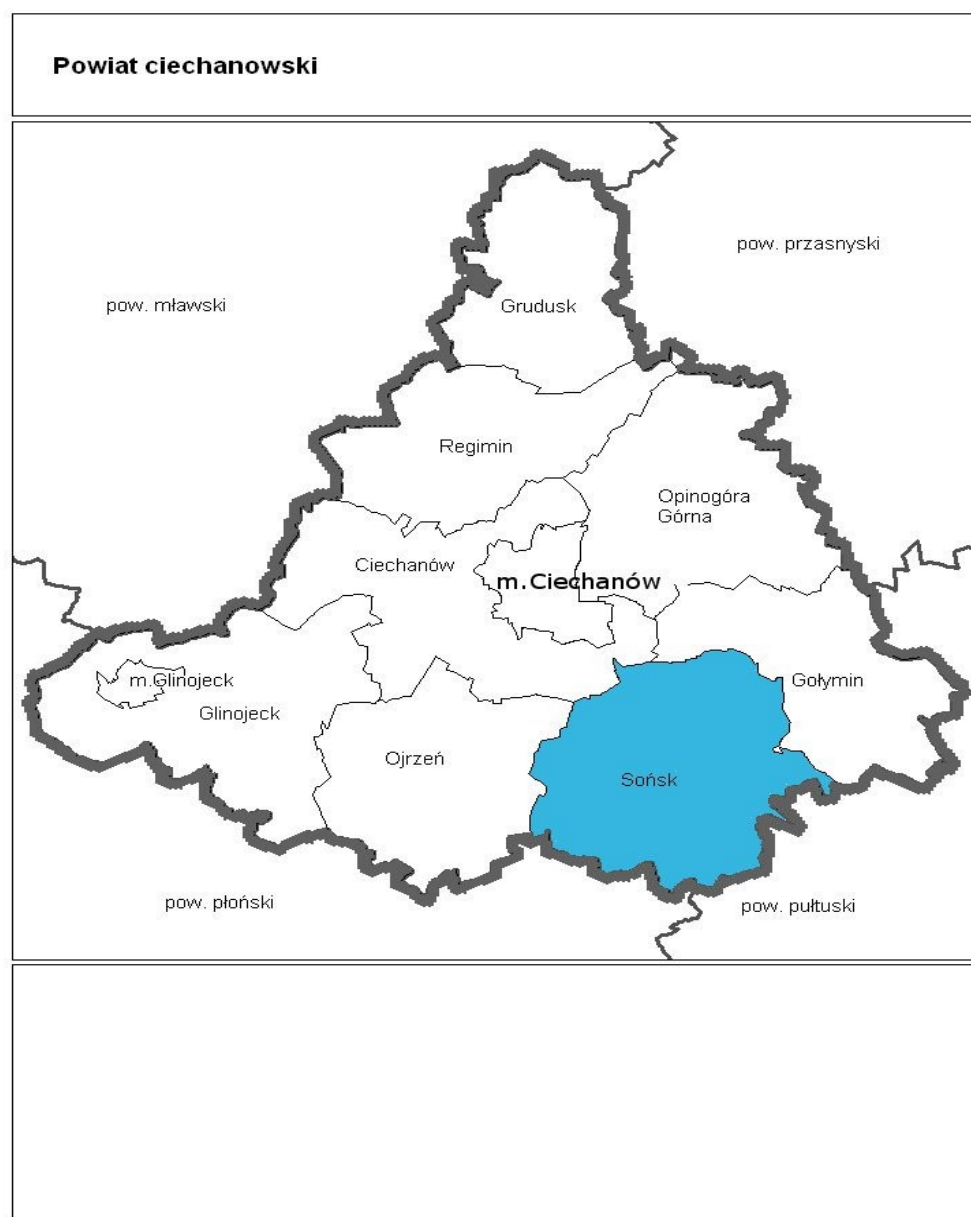 Powiat ciechanowski
pow. przasnyski
pow. mławski
Grudusk
Regimin
Opinogóra
Górna
Ciechanów
m.Ciechanów
m.Glinojeck
Gołymin
Glinojeck
Ojrzeń
Sońsk
pow. płoński
pow. pułtuski